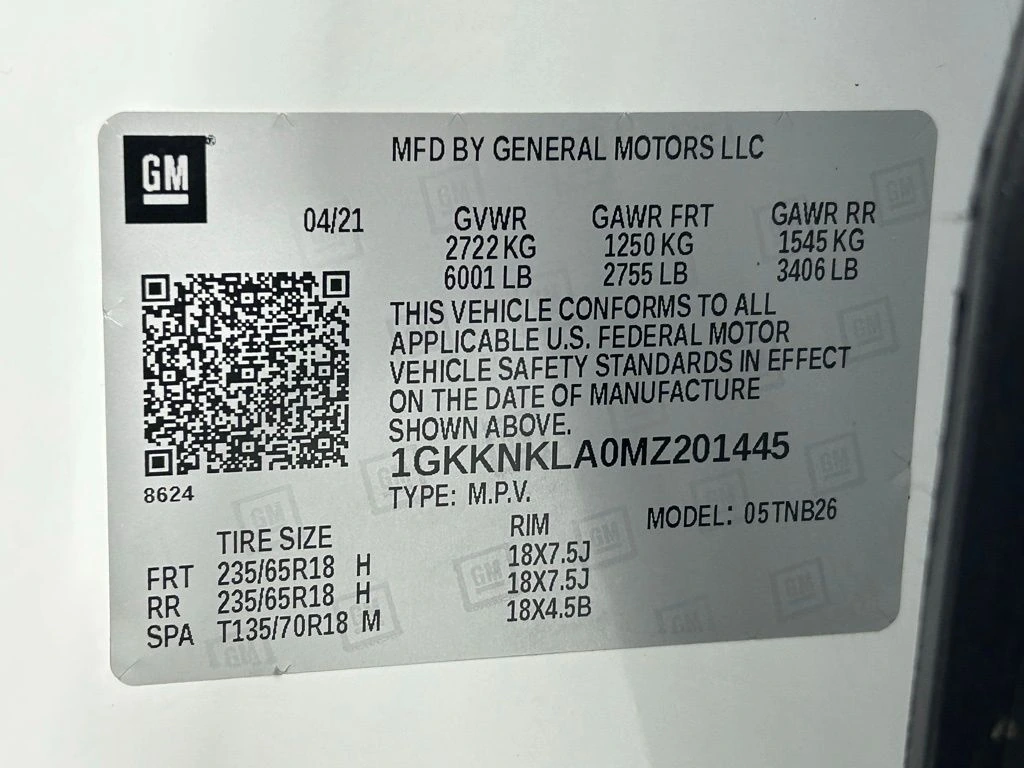 GM
MFD BY GENERAL MOTORS LLC
04/21 GVWR GAWR FRT GAWR RR
2722 KG 1250 KG 1545 KG
6001 LB 2755 LB 3406 LB
THIS VEHICLE CONFORMS TO ALL
APPLICABLE U.S. FEDERAL MOTOR
VEHICLE SAFETY STANDARDS IN EFFECT
ON THE DATE OF MANUFACTURE
SHOWN ABOVE.
1GKKNKLA0MZ201445
8624
TYPE: M.P.V. MODEL: 05TNB26
TIRE SIZE RIM
FRT 235/65R18 H 18X7.5J
RR 235/65R18 H 18X7.5J
SPA T135/70R18 M 18X4.5B